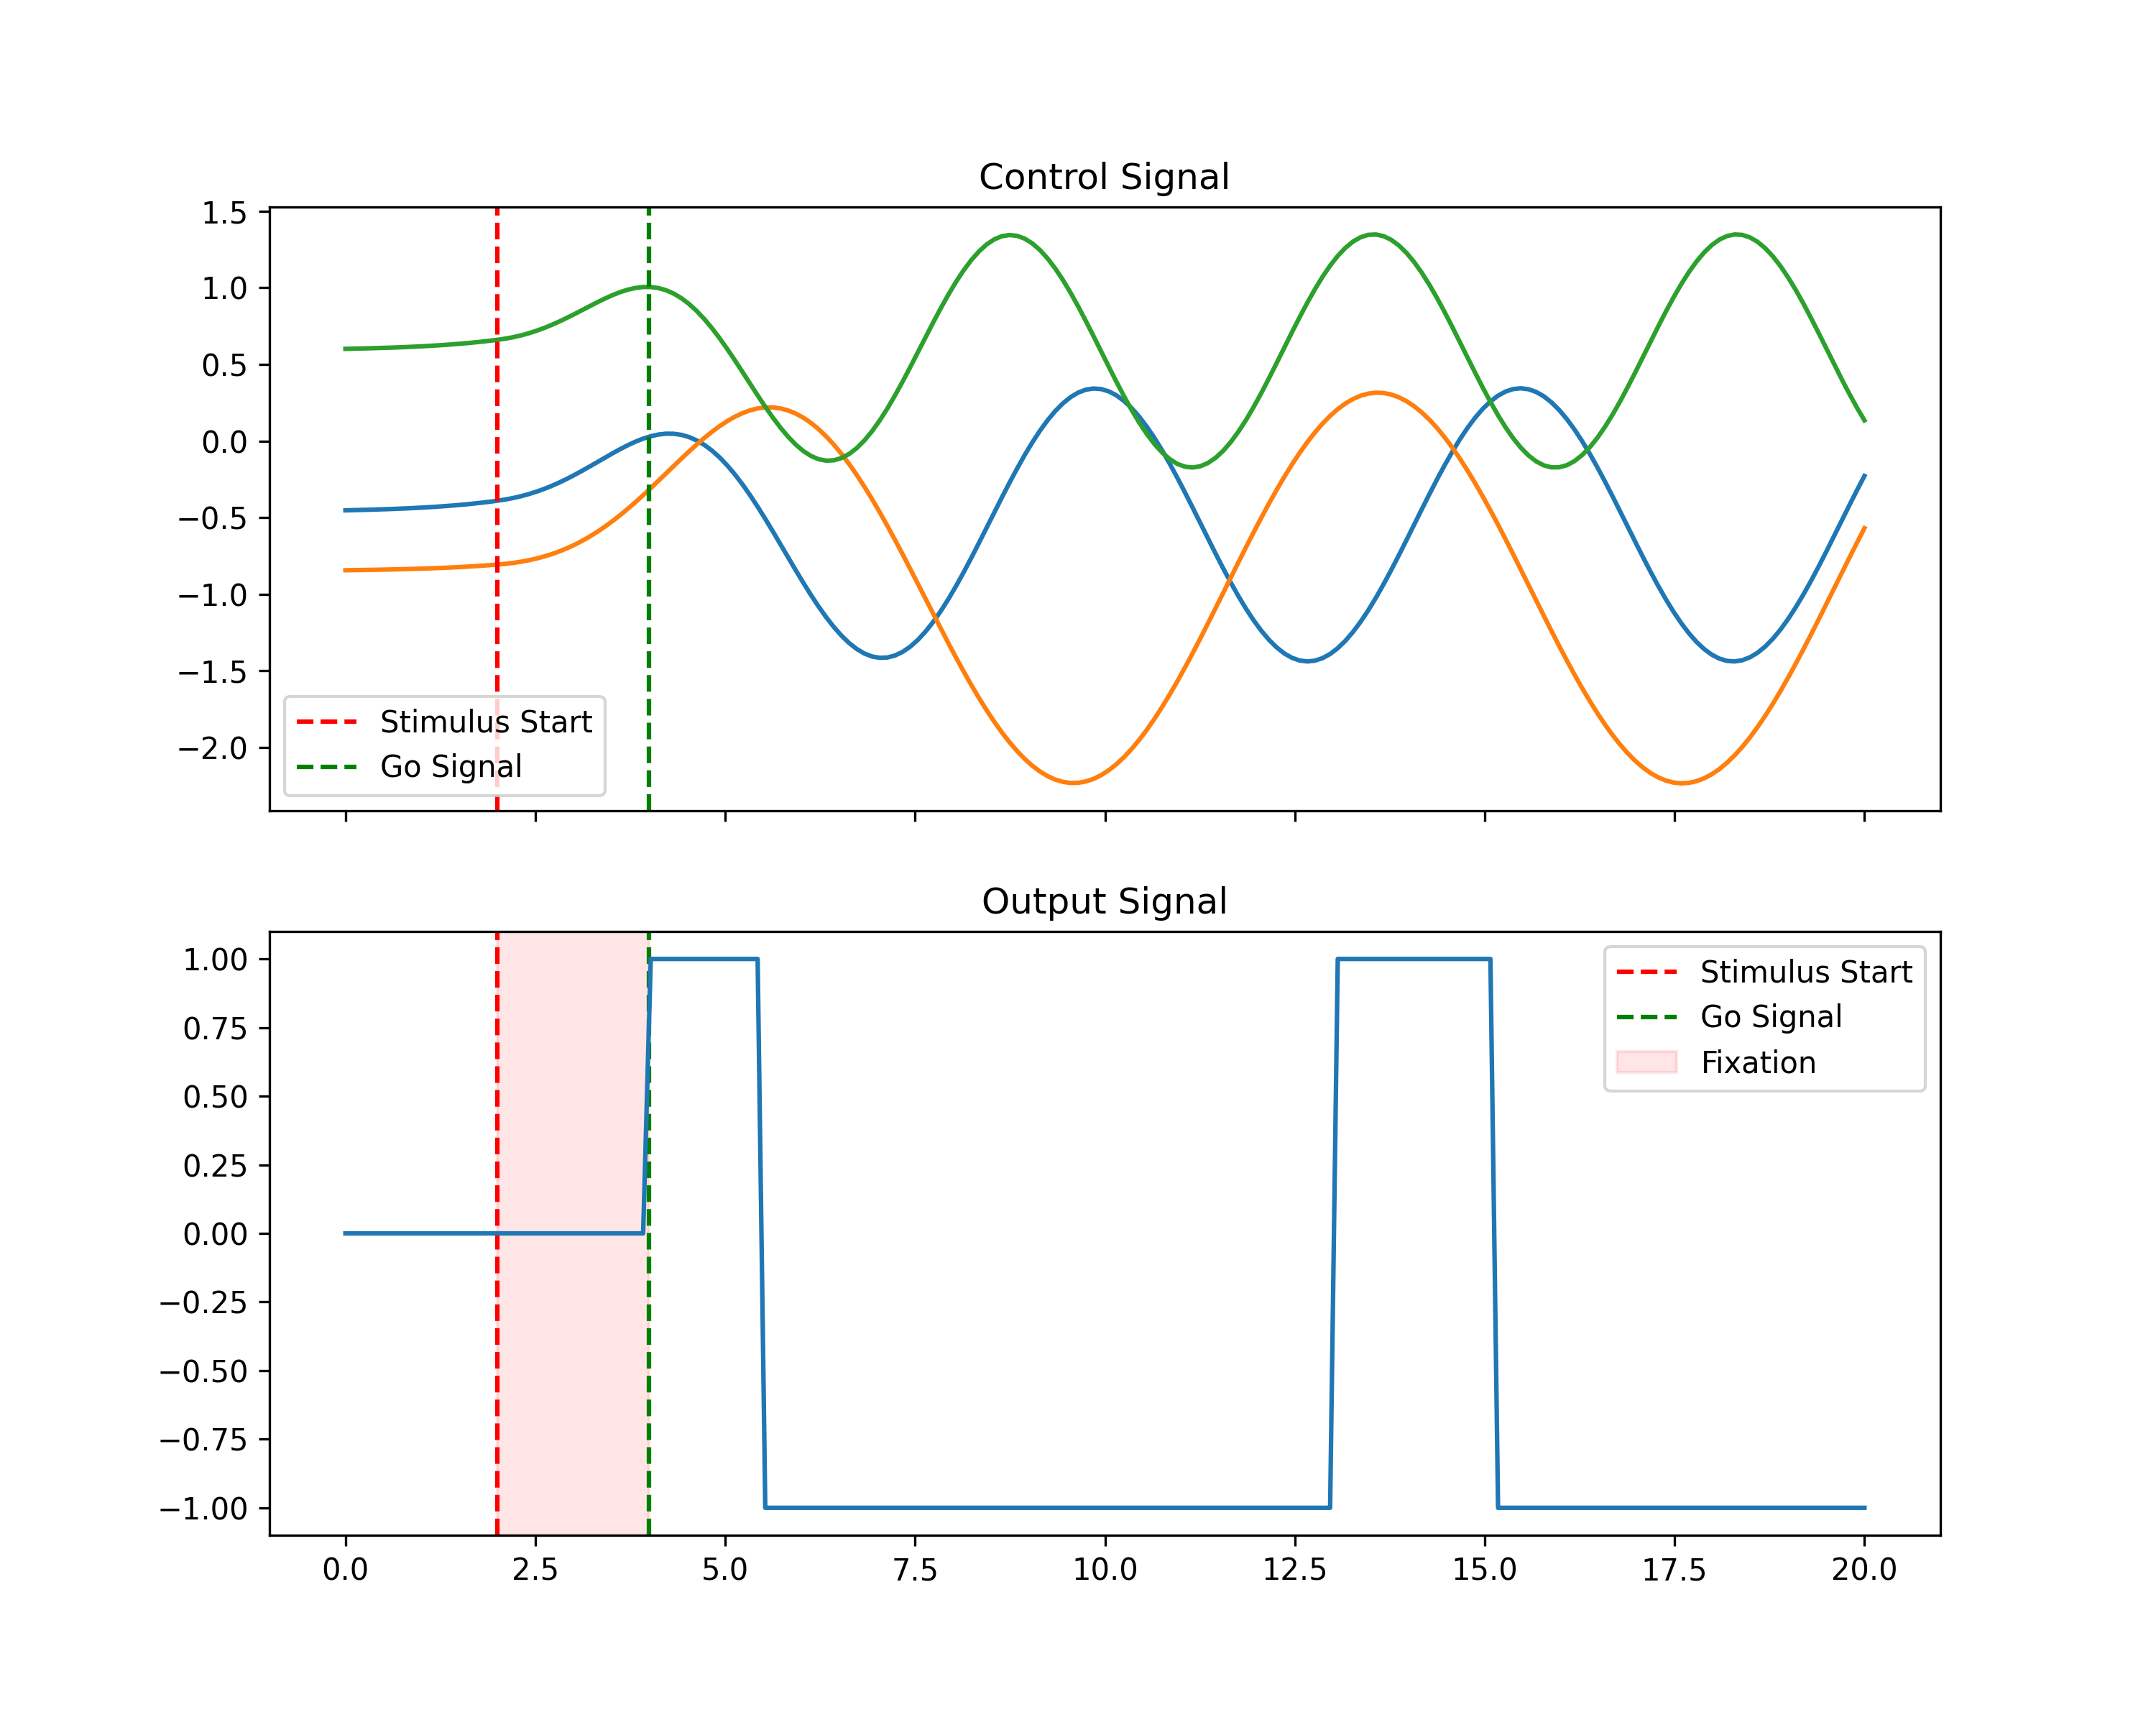 Control Signal
1.5
1.0
0.5
0.0
−0.5
−1.0
−1.5
−2.0
Stimulus Start
Go Signal
Output Signal
1.00
0.75
0.50
0.25
0.00
−0.25
−0.50
−0.75
−1.00
Stimulus Start
Go Signal
Fixation
0.0 2.5 5.0 7.5 10.0 12.5 15.0 17.5 20.0